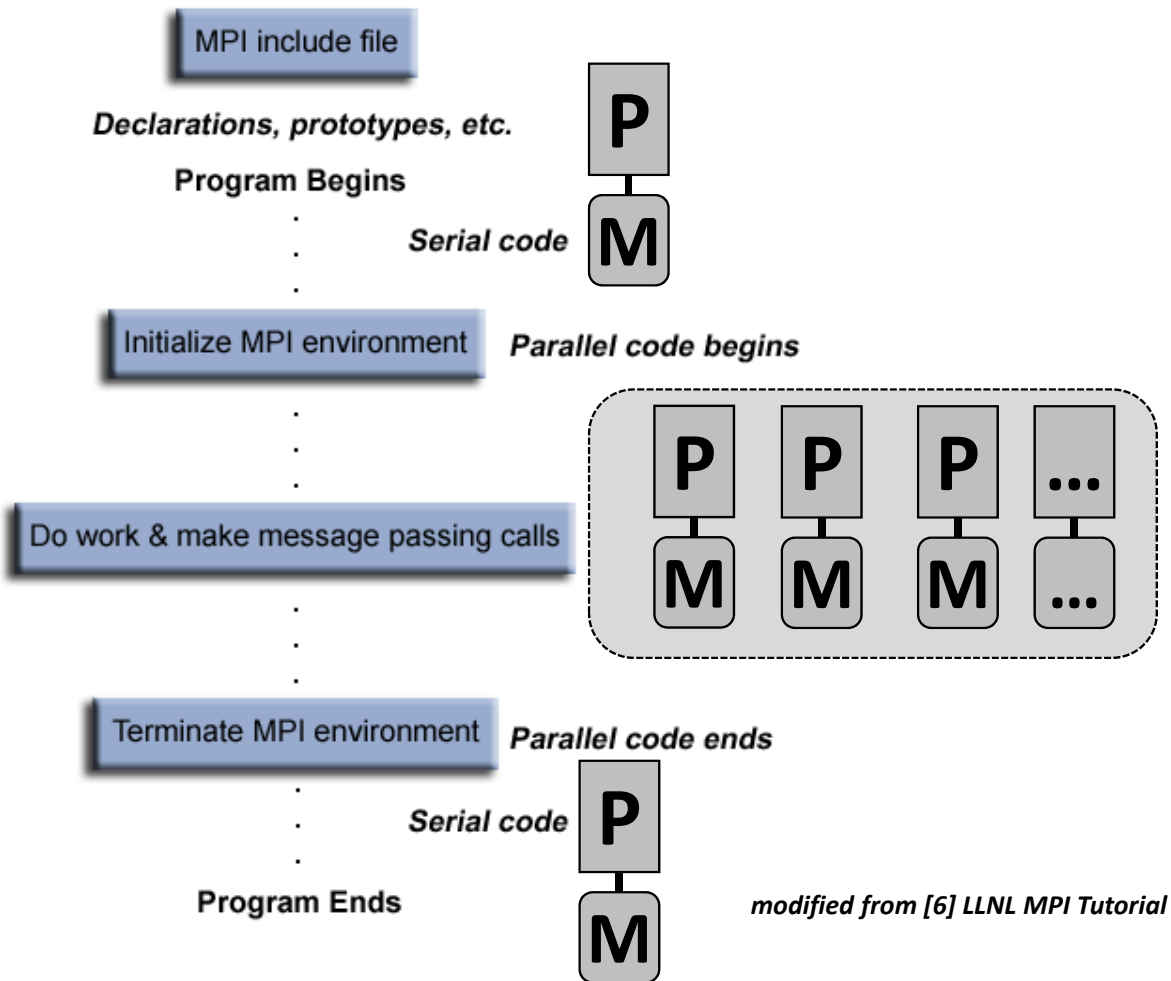 MPI include file
Declarations, prototypes, etc.
Program Begins
P
M
Serial code
Initialize MPI environment
Parallel code begins
P P P ...
M M M ...
Do work & make message passing calls
Terminate MPI environment
Parallel code ends
Serial code
P
M
Program Ends
modified from [6] LLNL MPI Tutorial